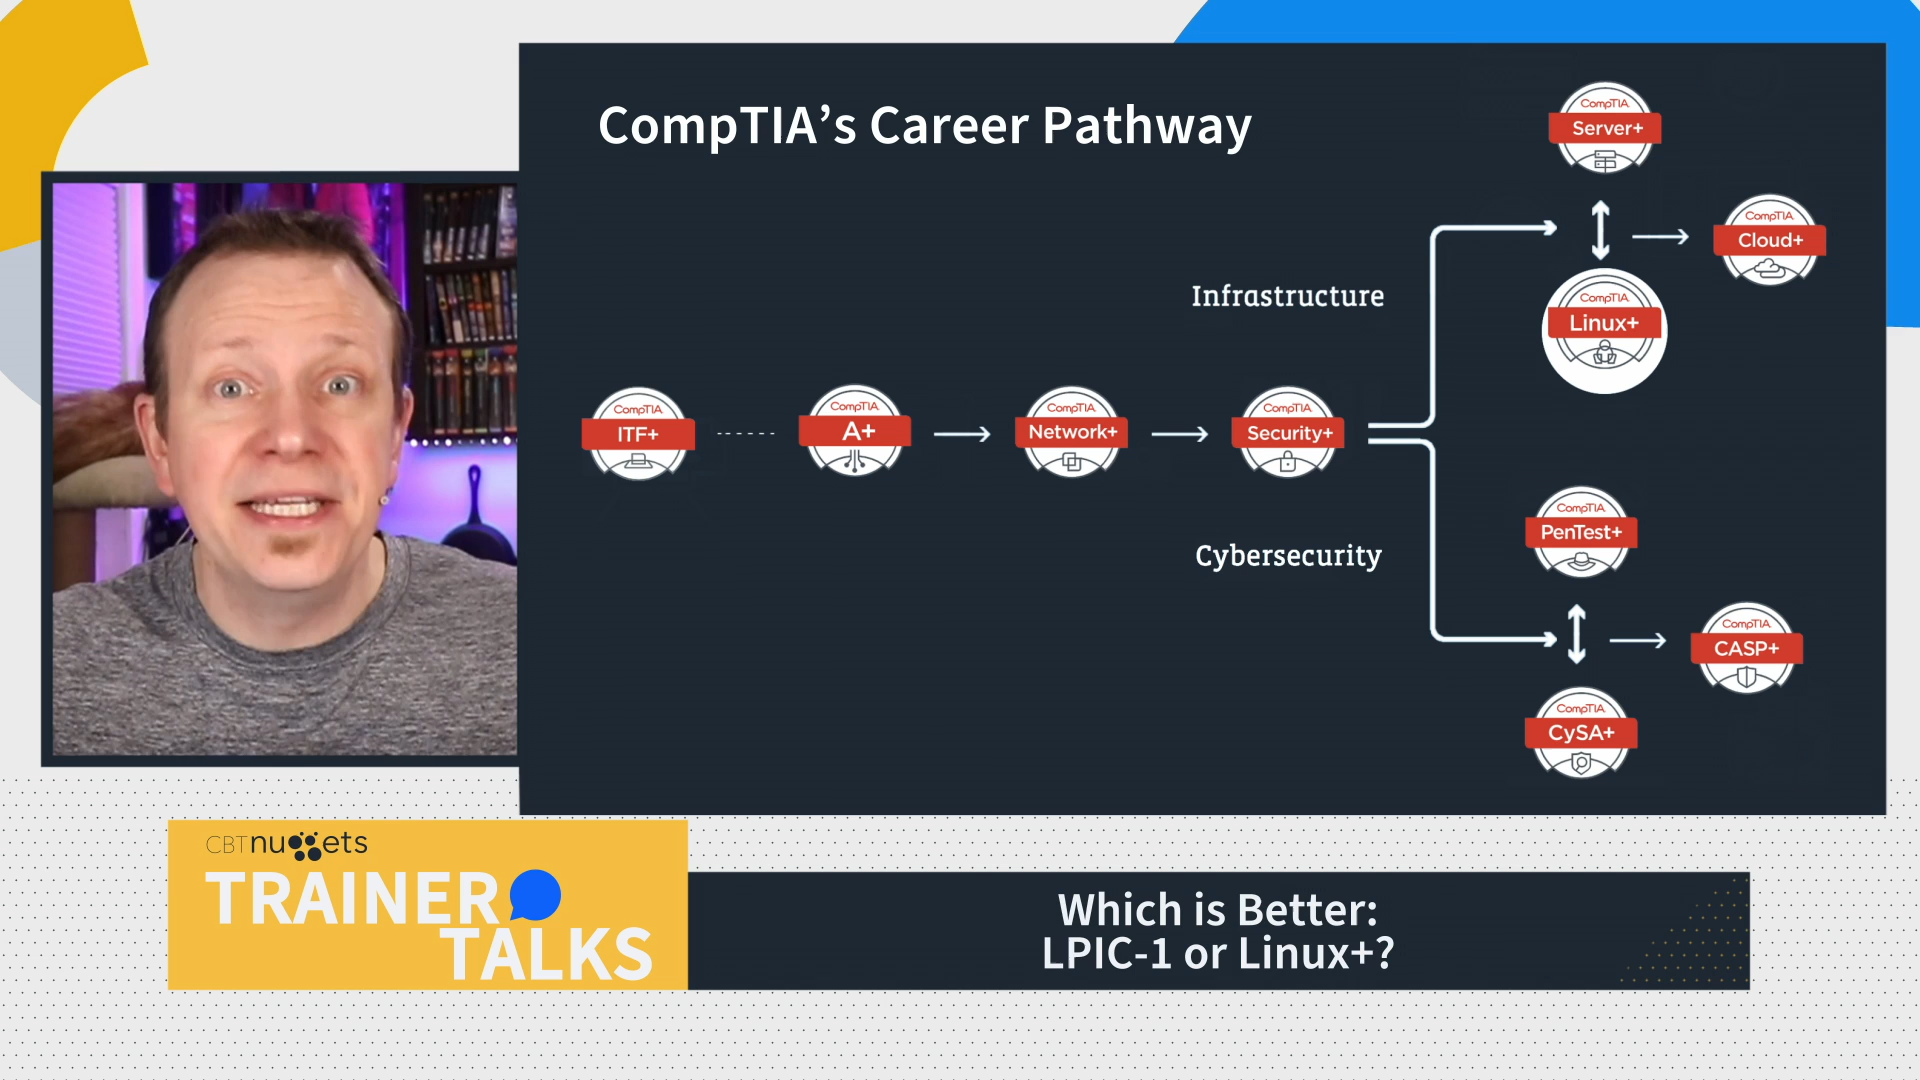 CompTIA’s Career Pathway
CompTIA
Server+
CompTIA
Cloud+
Infrastructure
CompTIA
Linux+
CompTIA
ITF+
CompTIA
A+
CompTIA
Network+
CompTIA
Security+
Cybersecurity
CompTIA
PenTest+
CompTIA
CASP+
CompTIA
CySA+
CBTnuggets
TRAINER
TALKS
Which is Better:
LPIC-1 or Linux+?